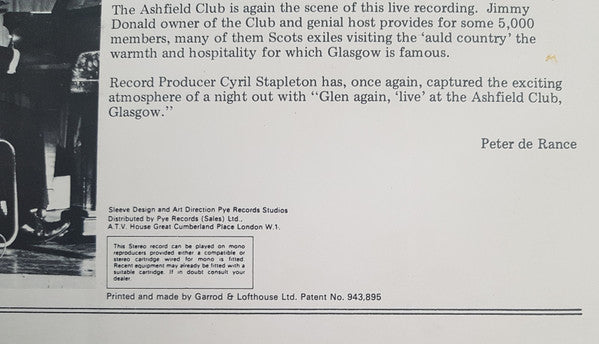 The Ashfield Club is again the scene of this live recording. Jimmy
Donald owner of the Club and genial host provides for some 5,000
members, many of them Scots exiles visiting the 'auld country' the
warmth and hospitality for which Glasgow is famous.
Record Producer Cyril Stapleton has, once again, captured the exciting
atmosphere of a night out with "Glen again, 'live' at the Ashfield Club,
Glasgow."
Peter de Rance
Sleeve Design and Art Direction Pye Records Studios
Distributed by Pye Records (Sales) Ltd.,
A.T.V. House Great Cumberland Place London W.1.
This Stereo record can be played on mono
reproducers provided either a compatible or
stereo cartridge wired for mono is fitted.
Recent equipment may already be fitted with a
suitable cartridge. If in doubt consult your
dealer.
Printed and made by Garrod & Lofthouse Ltd. Patent No. 943,895